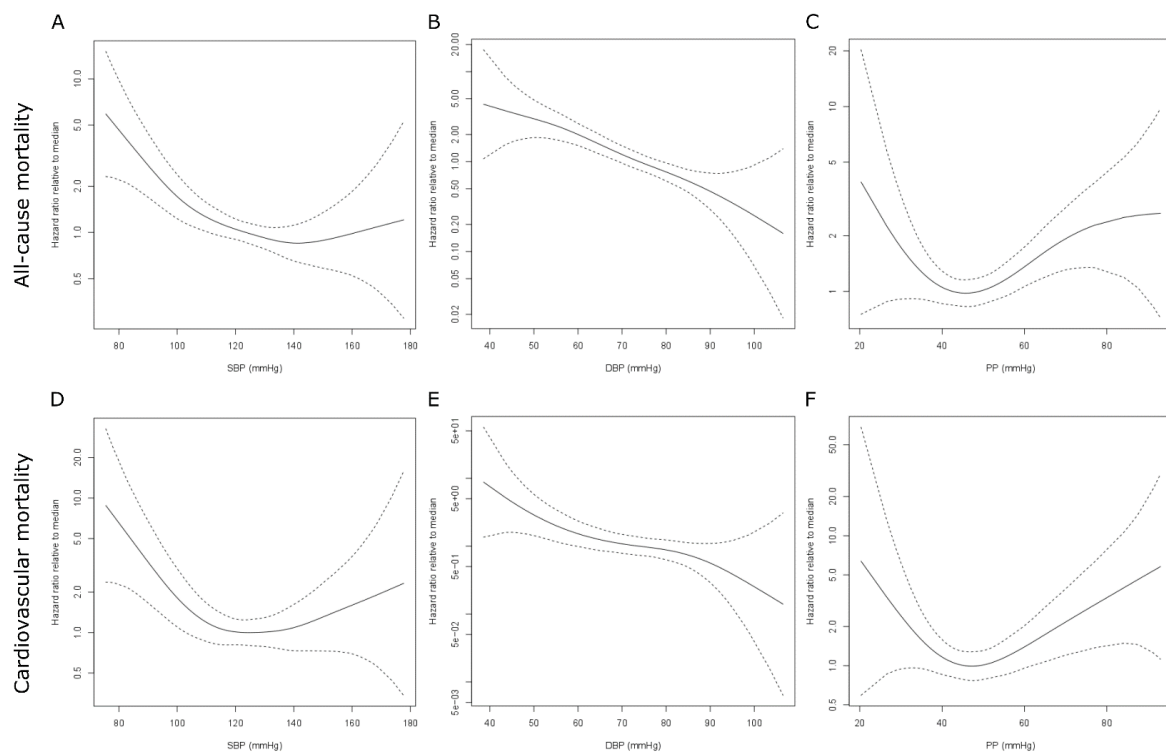 A
B
C
All-cause mortality
Hazard ratio relative to median
10.0
5.0
2.0
1.0
0.5
80 100 120 140 160 180
SBP (mmHg)
Hazard ratio relative to median
20.00
5.00
2.00
1.00
0.50
0.20
0.10
0.05
0.02
40 50 60 70 80 90 100
DBP (mmHg)
Hazard ratio relative to median
20
10
5
2
1
20 40 60 80
PP (mmHg)
D
E
F
Cardiovascular mortality
Hazard ratio relative to median
20.0
10.0
5.0
2.0
1.0
0.5
80 100 120 140 160 180
SBP (mmHg)
Hazard ratio relative to median
5e+01
5e+00
5e-01
5e-02
5e-03
40 50 60 70 80 90 100
DBP (mmHg)
Hazard ratio relative to median
50.0
20.0
10.0
5.0
2.0
1.0
0.5
20 40 60 80
PP (mmHg)